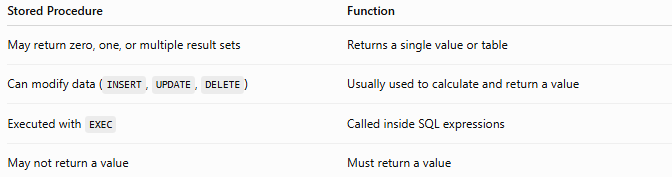 Stored Procedure Function
May return zero, one, or multiple result sets Returns a single value or table
Can modify data ( INSERT , UPDATE , DELETE ) Usually used to calculate and return a value
Executed with EXEC Called inside SQL expressions
May not return a value Must return a value